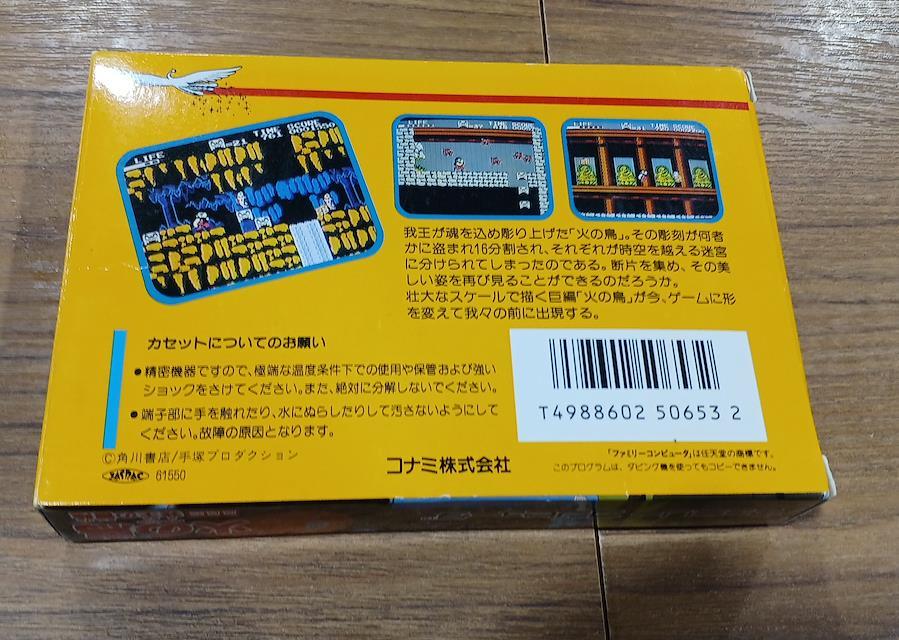 LIFE
TIME SCORE
-21
001550
LIFE
TIME SCORE
LIFE
TIME SCORE
我王が魂を込め彫り上げた「火の鳥」。その彫刻が何者
かに盗まれ16分割され、それぞれが時空を越える迷宮
に分けられてしまったのである。断片を集め、その美
しい姿を再び見ることができるのだろうか。
壮大なスケールで描く巨編「火の鳥」が今、ゲームに形
を変えて我々の前に出現する。
カセットについてのお願い
●精密機器ですので、極端な温度条件下での使用や保管および強い
ショックをさけてください。また、絶対に分解しないでください。
●端子部に手を触れたり、水にぬらしたりして汚さないようにして
ください。故障の原因となります。
T4988602 50653 2
©角川書店/手塚プロダクション
JASRAC 61550
コナミ株式会社
「ファミリーコンピュータ」は任天堂の商標です。
このプログラムは、ダビング機を使ってもコピーできません。